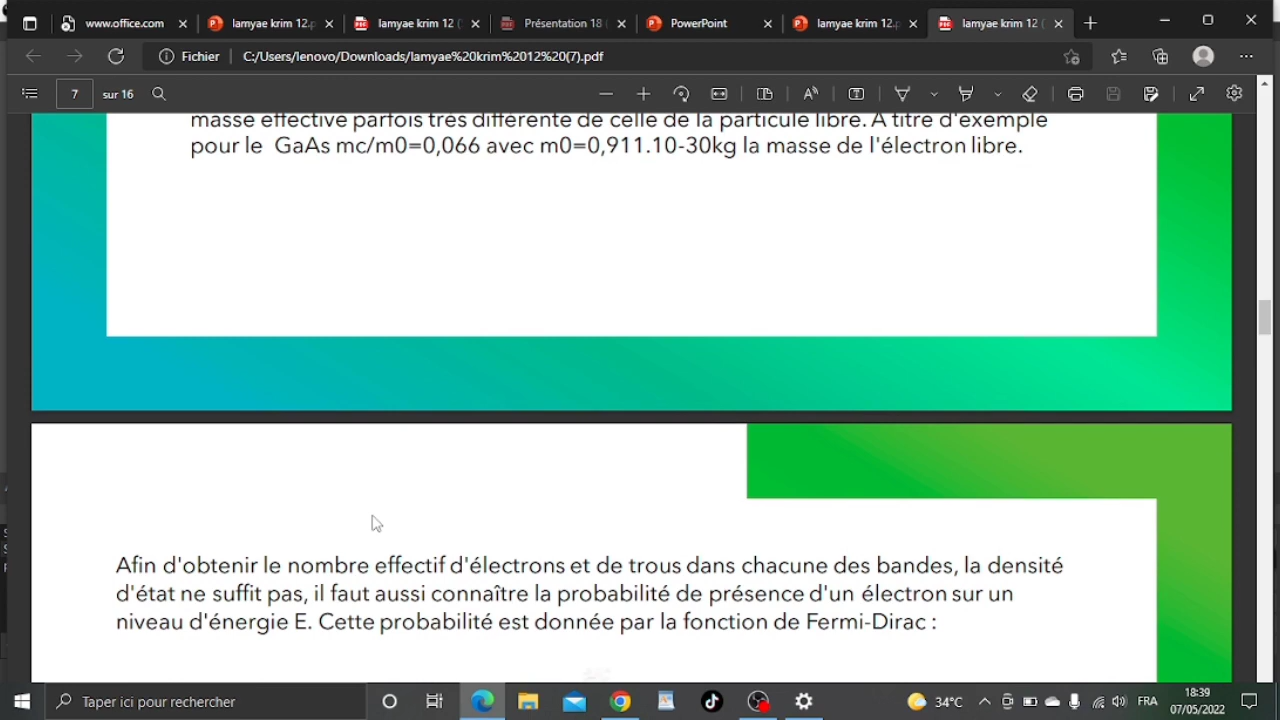 www.office.com
lamyae krim 12.p
lamyae krim 12 (
Présentation 18 (
PowerPoint
lamyae krim 12.p
lamyae krim 12 (
Fichier
C:/Users/lenovo/Downloads/lamyae%20krim%2012%20(7).pdf
7 sur 16
masse effective parfois très différente de celle de la particule libre. A titre d'exemple
pour le GaAs mc/m0=0,066 avec m0=0,911.10-30kg la masse de l'électron libre.
Afin d'obtenir le nombre effectif d'électrons et de trous dans chacune des bandes, la densité
d'état ne suffit pas, il faut aussi connaître la probabilité de présence d'un électron sur un
niveau d'énergie E. Cette probabilité est donnée par la fonction de Fermi-Dirac :
Taper ici pour rechercher
34°C
FRA
18:39
07/05/2022